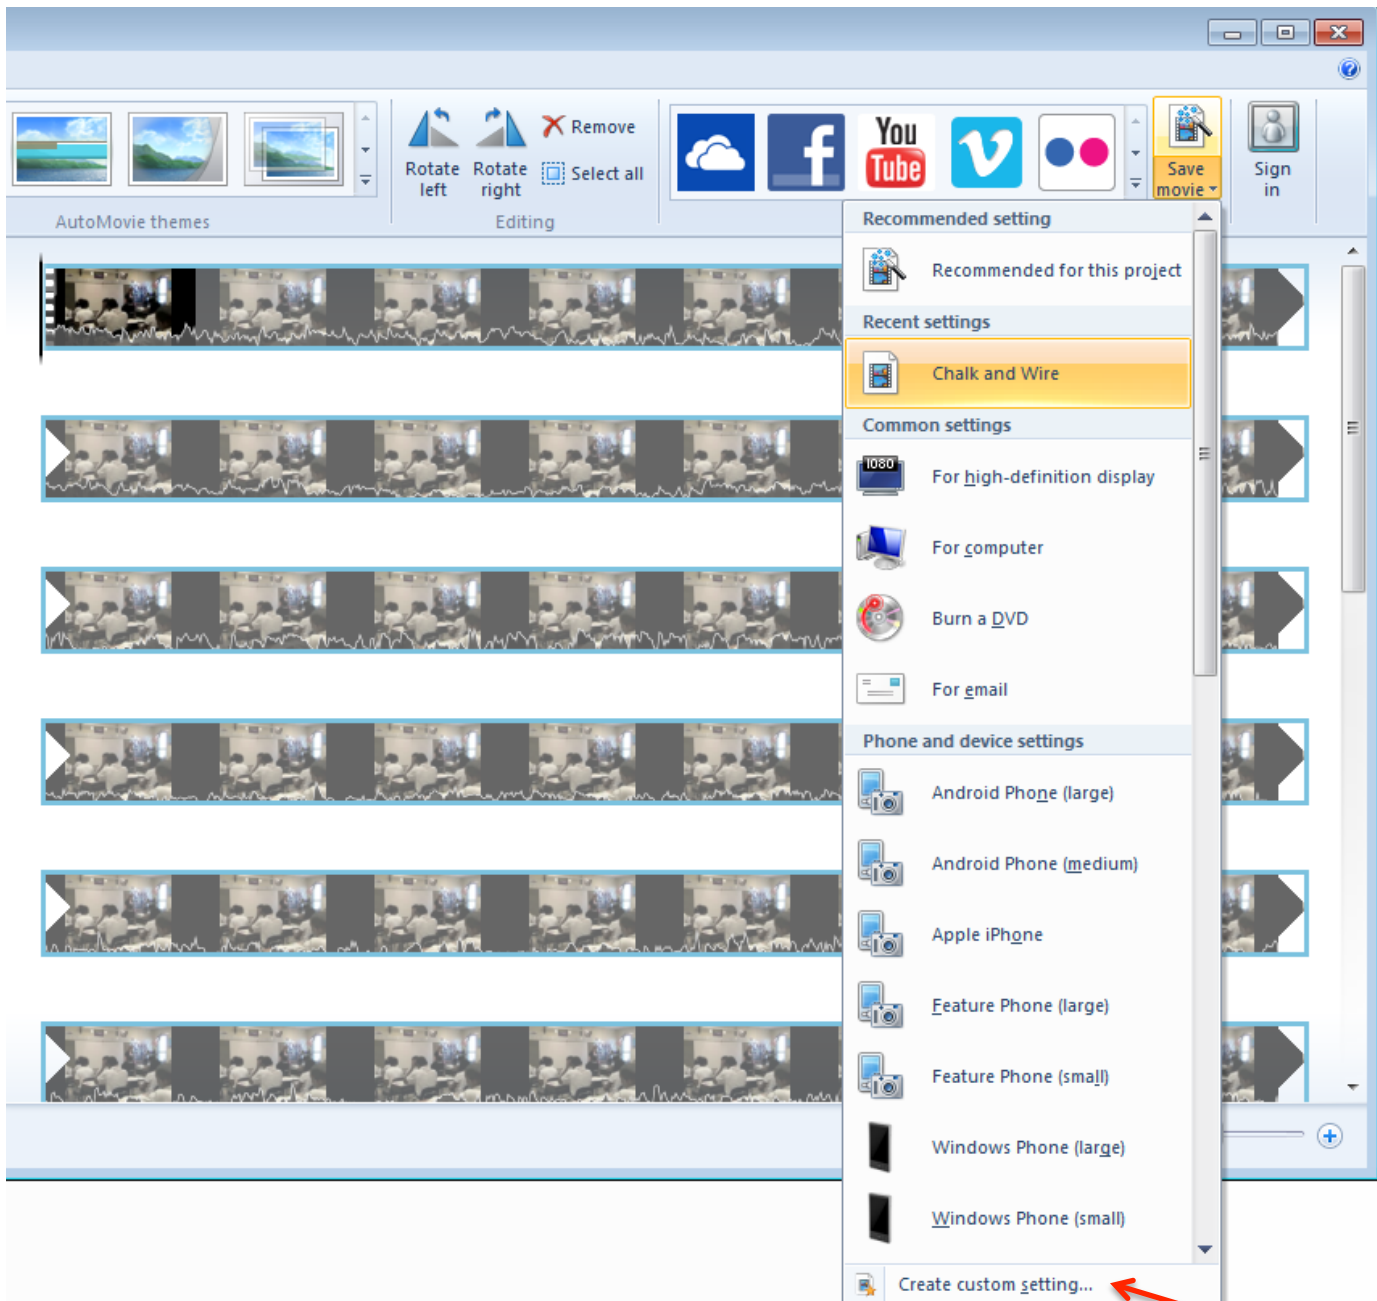 Remove
Rotate left
Rotate right
Select all
You
Tube
Save
movie
Sign
in
AutoMovie themes
Editing
Recommended setting
Recommended for this project
Recent settings
Chalk and Wire
Common settings
1080
For high-definition display
For computer
Burn a DVD
For email
Phone and device settings
Android Phone (large)
Android Phone (medium)
Apple iPhone
Feature Phone (large)
Feature Phone (small)
Windows Phone (large)
Windows Phone (small)
Create custom setting...